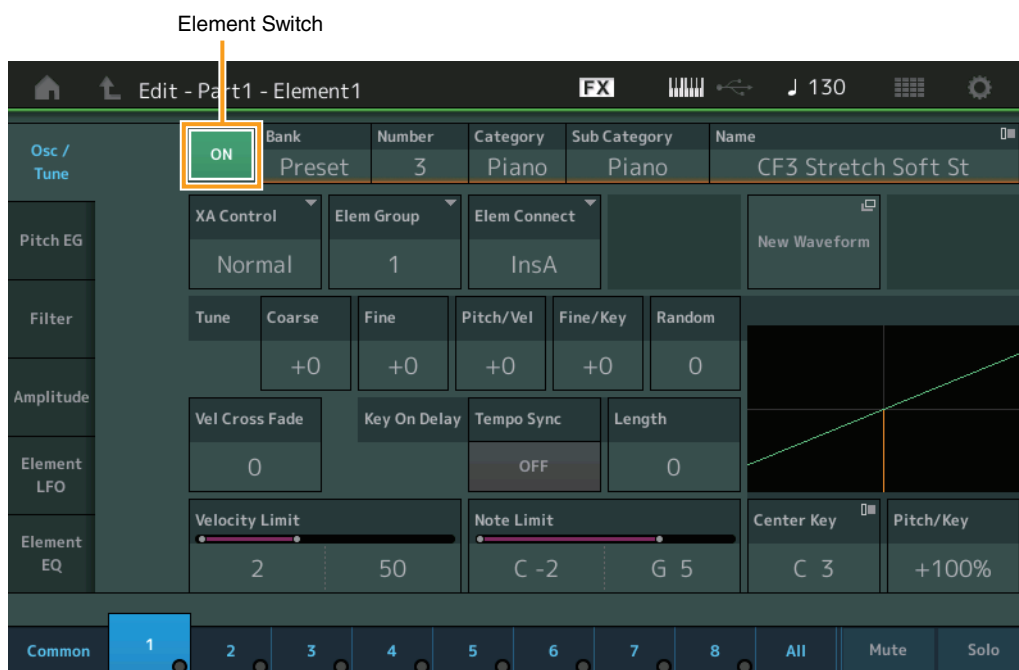 Element Switch
Edit - Part1 - Element1
FX
130
Osc / Tune
ON
Bank
Preset
Number
3
Category
Piano
Sub Category
Piano
Name
CF3 Stretch Soft St
Pitch EG
XA Control
Normal
Elem Group
1
Elem Connect
InsA
New Waveform
Filter
Tune
Coarse
+0
Fine
+0
Pitch/Vel
+0
Fine/Key
+0
Random
0
Amplitude
Vel Cross Fade
0
Key On Delay
Tempo Sync
OFF
Length
0
Element LFO
Element EQ
Velocity Limit
2
50
Note Limit
C -2
G 5
Center Key
C 3
Pitch/Key
+100%
Common
1
2
3
4
5
6
7
8
All
Mute
Solo